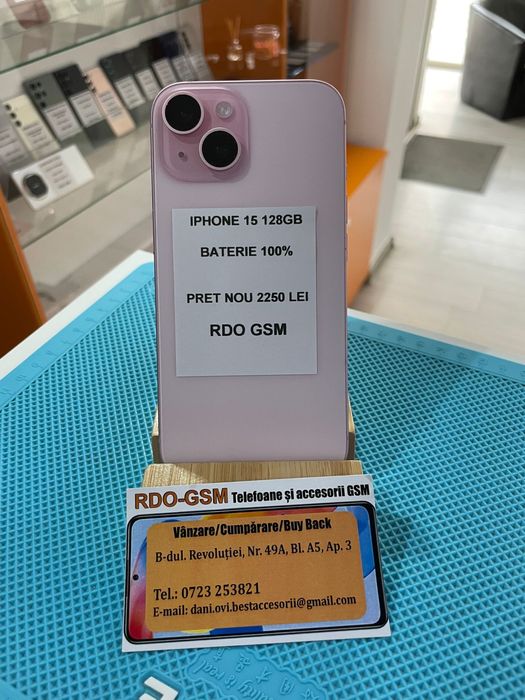 IPHONE 15 128GB
BATERIE 100%
PRET NOU 2250 LEI
RDO GSM
RDO-GSM Telefoane și accesorii GSM
Vânzare/Cumpărare/Buy Back
B-dul. Revoluției, Nr. 49A, Bl. A5, Ap. 3
Tel.: 0723 253821
E-mail: dani.ovi.bestaccesorii@gmail.com